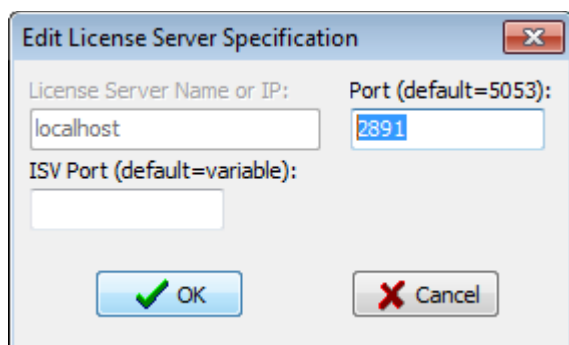 Edit License Server Specification
License Server Name or IP: Port (default=5053):
localhost 2891
ISV Port (default=variable):
OK Cancel